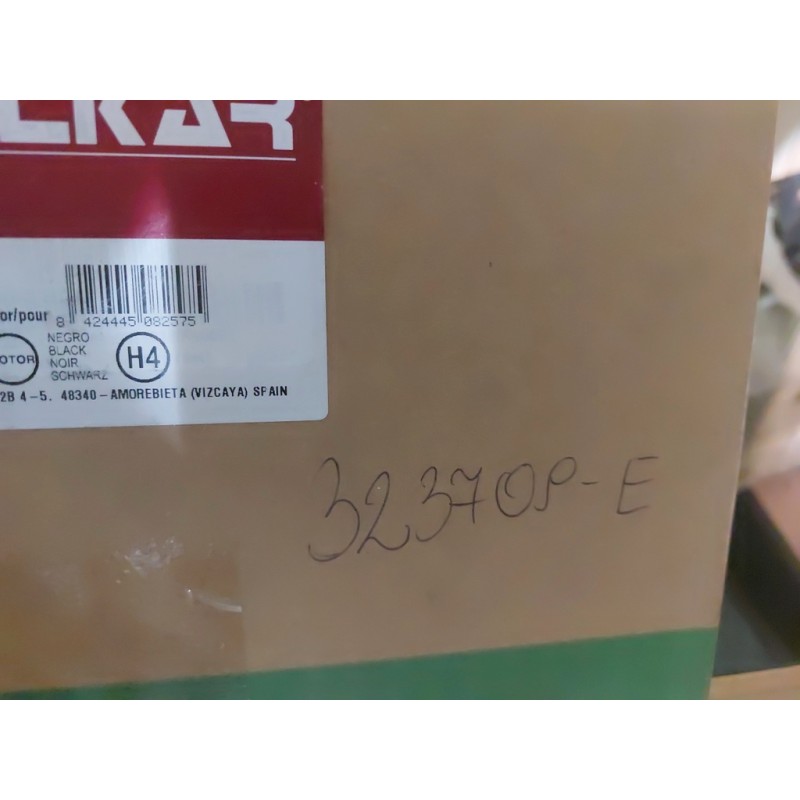 LKAR
or/pour
8 424445 082575
OTOR
NEGRO
BLACK
NOIR
SCHWARZ
H4
2B 4-5. 48340-AMOREBIETA (VIZCAYA) SPAIN
32370P-E